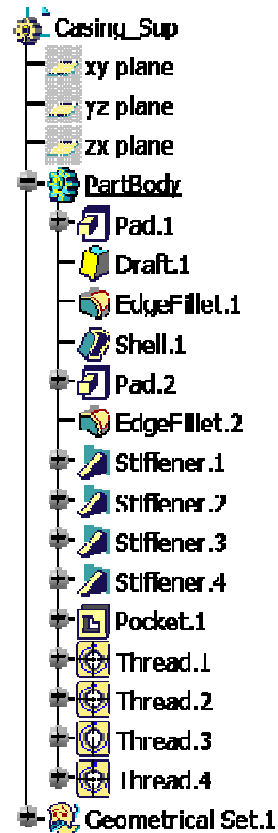 Casing_Sup
xy plane
yz plane
zx plane
PartBody
Pad.1
Draft.1
EdgeFillet.1
Shell.1
Pad.2
EdgeFillet.2
Stiffener.1
Stiffener.2
Stiffener.3
Stiffener.4
Pocket.1
Thread.1
Thread.2
Thread.3
Thread.4
Geometrical Set.1